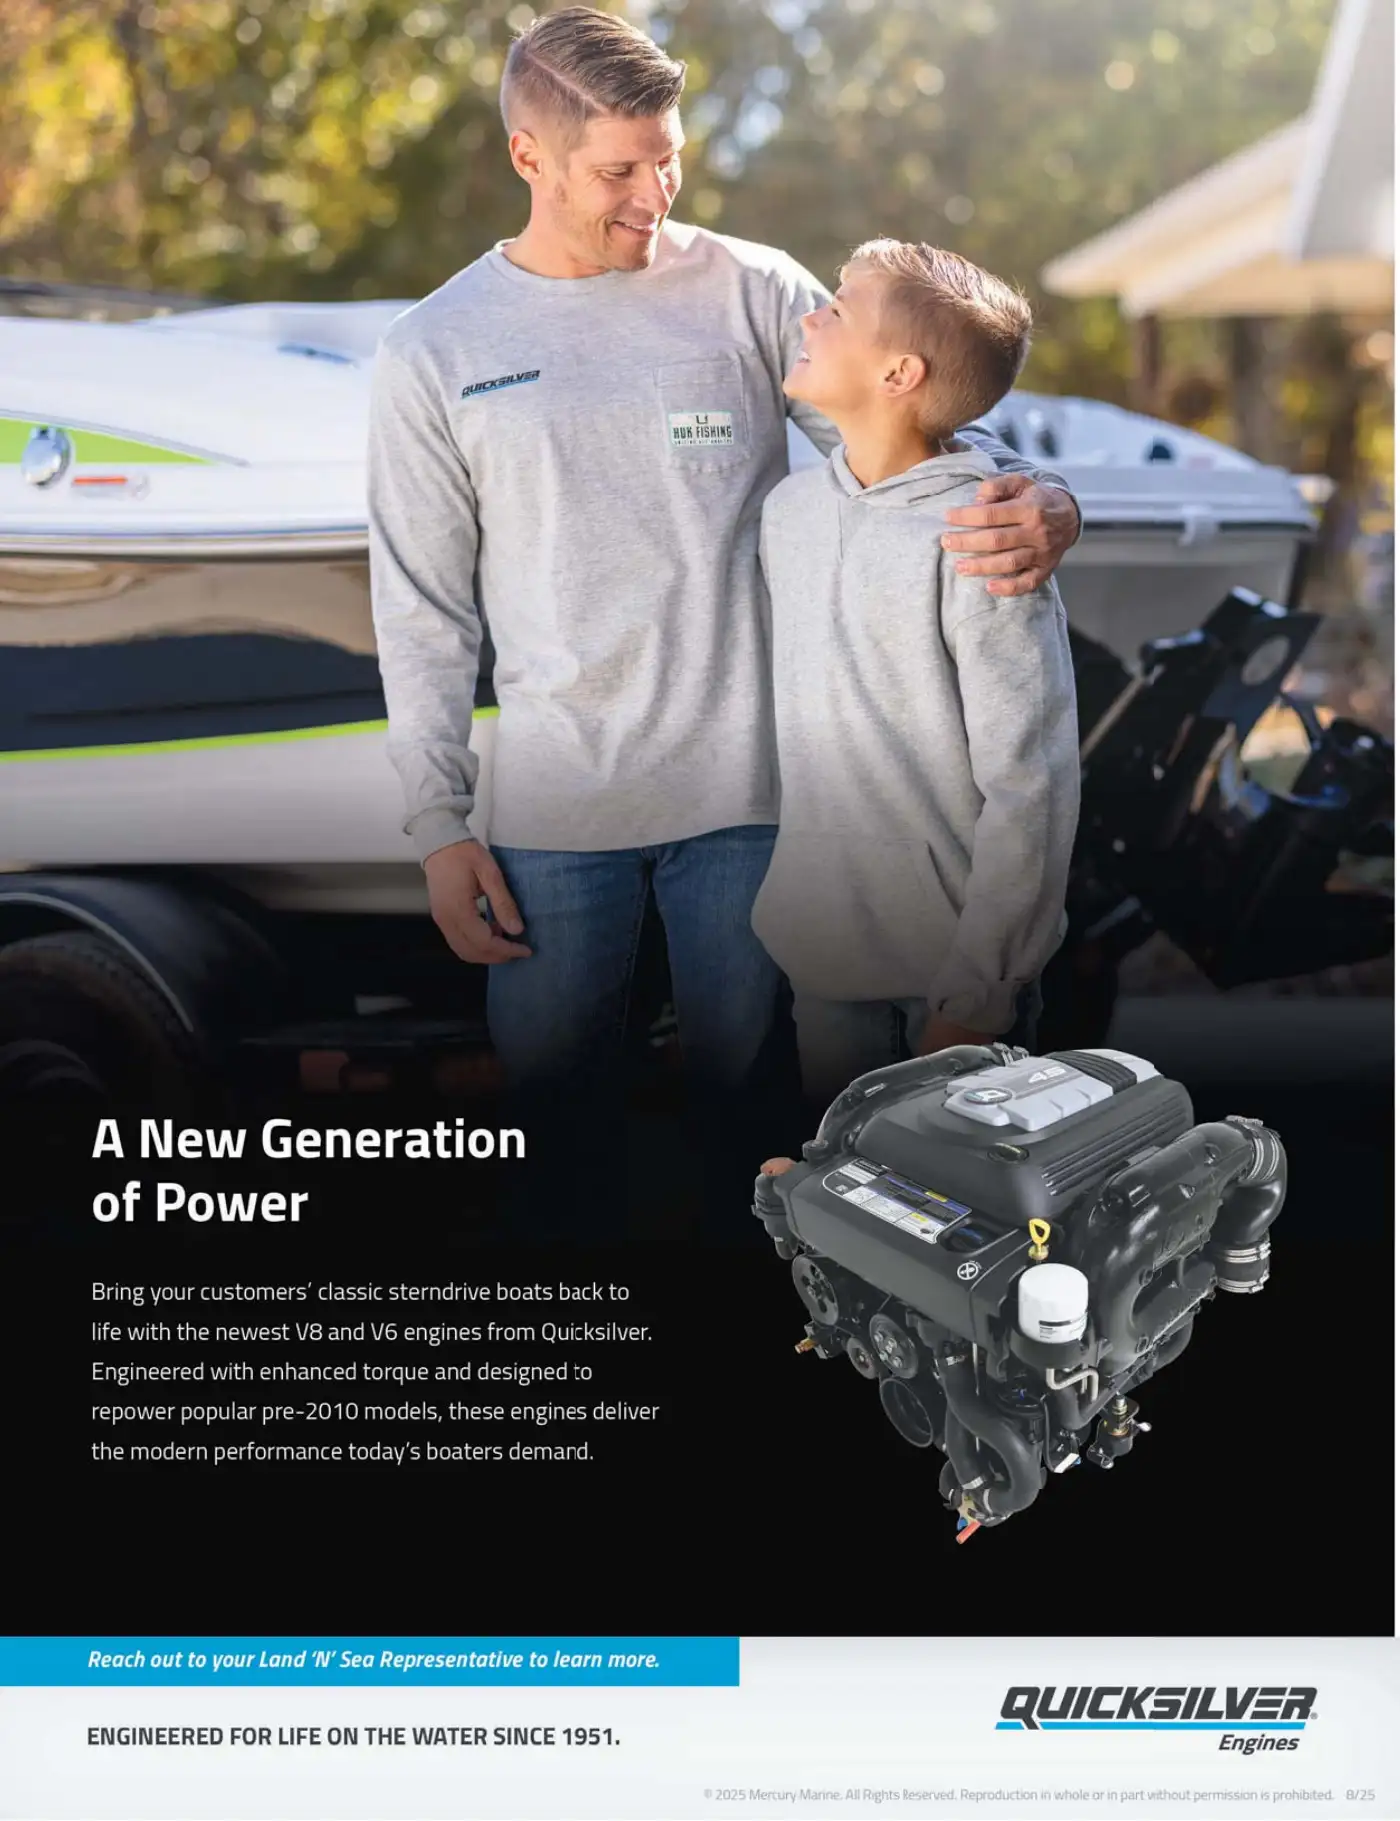 QUICKSILVER
HUK FISHING
4.5
A New Generation
of Power
Bring your customers’ classic sterndrive boats back to
life with the newest V8 and V6 engines from Quicksilver.
Engineered with enhanced torque and designed to
repower popular pre-2010 models, these engines deliver
the modern performance today’s boaters demand.
Reach out to your Land ‘N’ Sea Representative to learn more.
ENGINEERED FOR LIFE ON THE WATER SINCE 1951.
QUICKSILVER®
Engines
© 2025 Mercury Marine. All Rights Reserved. Reproduction in whole or in part without permission is prohibited. 8/25